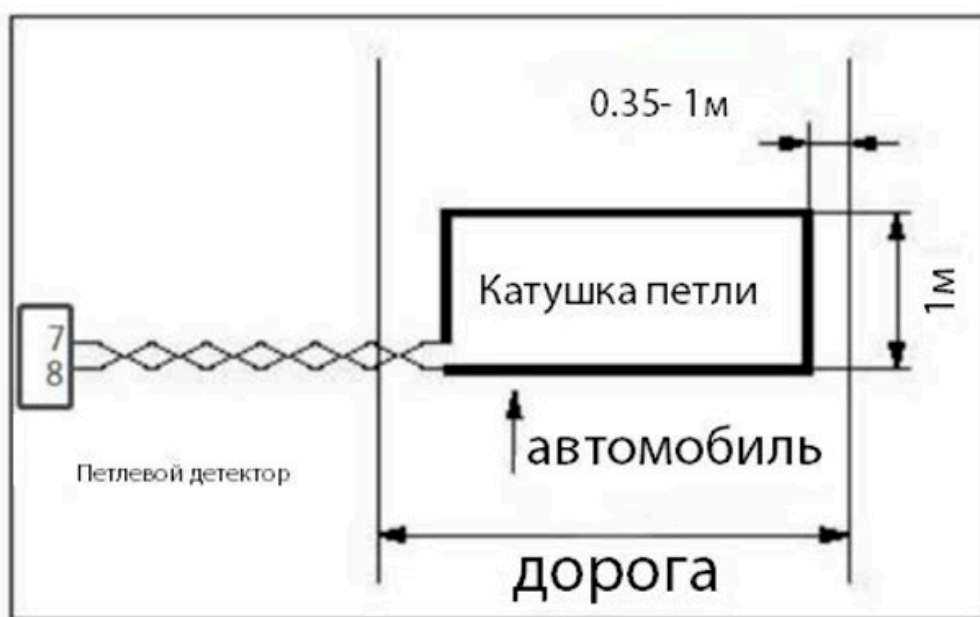 0.35- 1м
Катушка петли
1м
7
8
автомобиль
Петлевой детектор
дорога